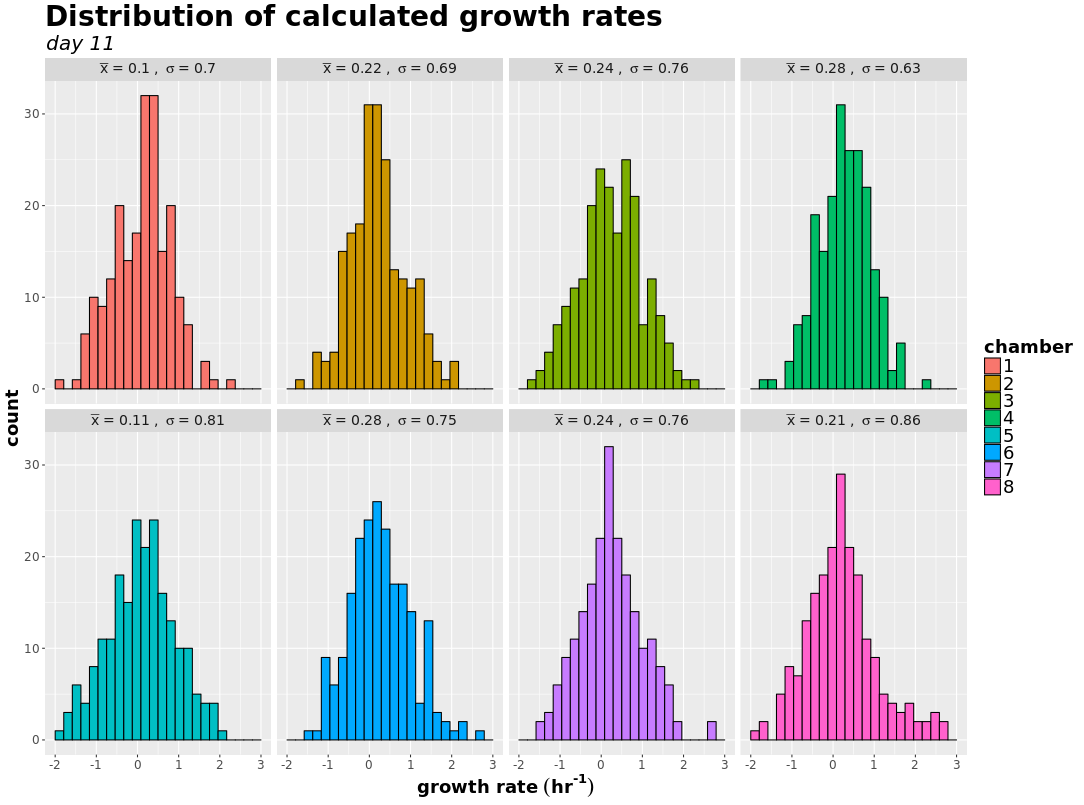 Distribution of calculated growth rates
day 11
x̅ = 0.1 , σ = 0.7
x̅ = 0.22 , σ = 0.69
x̅ = 0.24 , σ = 0.76
x̅ = 0.28 , σ = 0.63
30
20
10
0
x̅ = 0.11 , σ = 0.81
x̅ = 0.28 , σ = 0.75
x̅ = 0.24 , σ = 0.76
x̅ = 0.21 , σ = 0.86
30
20
10
0
-2 -1 0 1 2 3
-2 -1 0 1 2 3
-2 -1 0 1 2 3
-2 -1 0 1 2 3
count
growth rate (hr⁻¹)
chamber
1
2
3
4
5
6
7
8